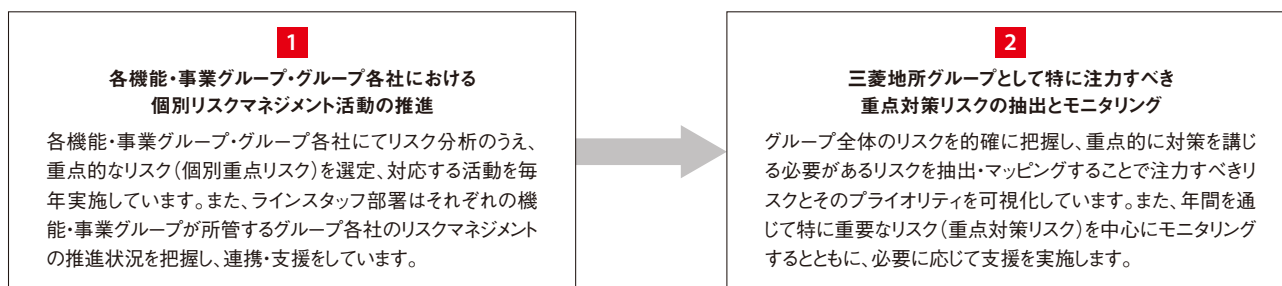 1
各機能・事業グループ・グループ各社における
個別リスクマネジメント活動の推進
各機能・事業グループ・グループ各社にてリスク分析のうえ、
重点的なリスク（個別重点リスク）を選定、対応する活動を毎
年実施しています。また、ラインスタッフ部署はそれぞれの機
能・事業グループが所管するグループ各社のリスクマネジメント
の推進状況を把握し、連携・支援をしています。
2
三菱地所グループとして特に注力すべき
重点対策リスクの抽出とモニタリング
グループ全体のリスクを的確に把握し、重点的に対策を講じ
る必要があるリスクを抽出・マッピングすることで注力すべきリ
スクとそのプライオリティを可視化しています。また、年間を通
じて特に重要なリスク（重点対策リスク）を中心にモニタリング
するとともに、必要に応じて支援を実施します。